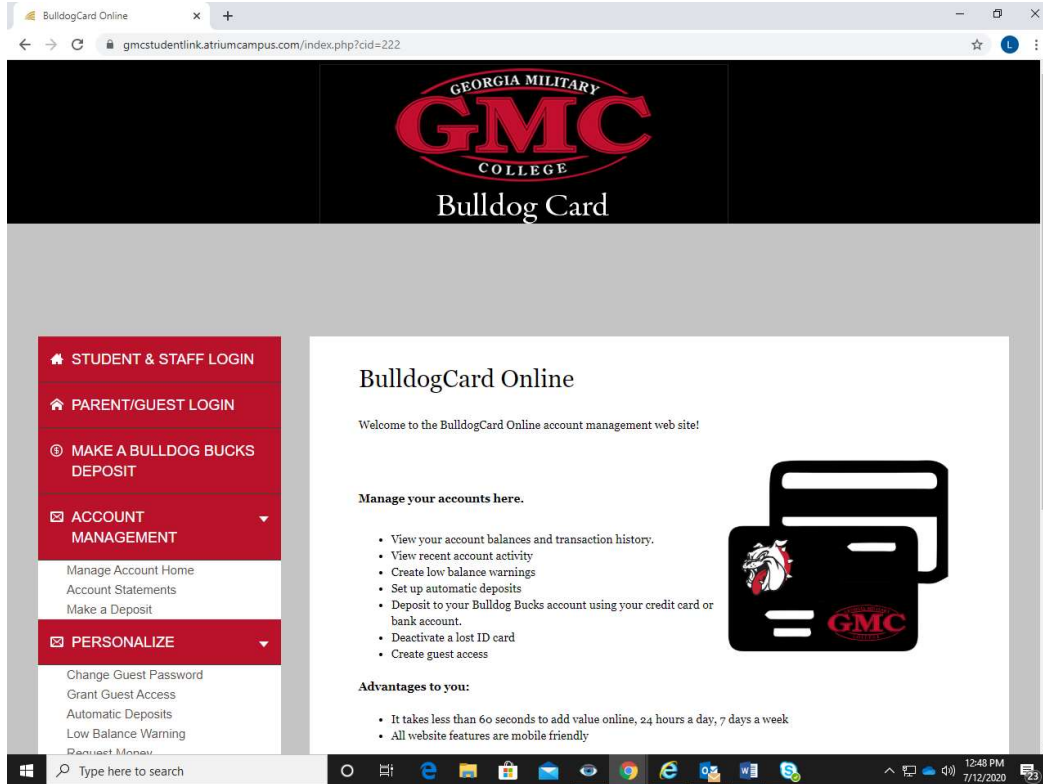 BulldogCard Online
gmcstudentlink.atriumcampus.com/index.php?cid=222
L
GEORGIA MILITARY
GMC
COLLEGE
Bulldog Card
STUDENT & STAFF LOGIN
PARENT/GUEST LOGIN
MAKE A BULLDOG BUCKS
DEPOSIT
ACCOUNT
MANAGEMENT
Manage Account Home
Account Statements
Make a Deposit
PERSONALIZE
Change Guest Password
Grant Guest Access
Automatic Deposits
Low Balance Warning
Request Money
BulldogCard Online
Welcome to the BulldogCard Online account management web site!
Manage your accounts here.
• View your account balances and transaction history.
• View recent account activity
• Create low balance warnings
• Set up automatic deposits
• Deposit to your Bulldog Bucks account using your credit card or
bank account.
• Deactivate a lost ID card
• Create guest access
GMC
Advantages to you:
• It takes less than 60 seconds to add value online, 24 hours a day, 7 days a week
• All website features are mobile friendly
Type here to search
12:48 PM
7/12/2020
23